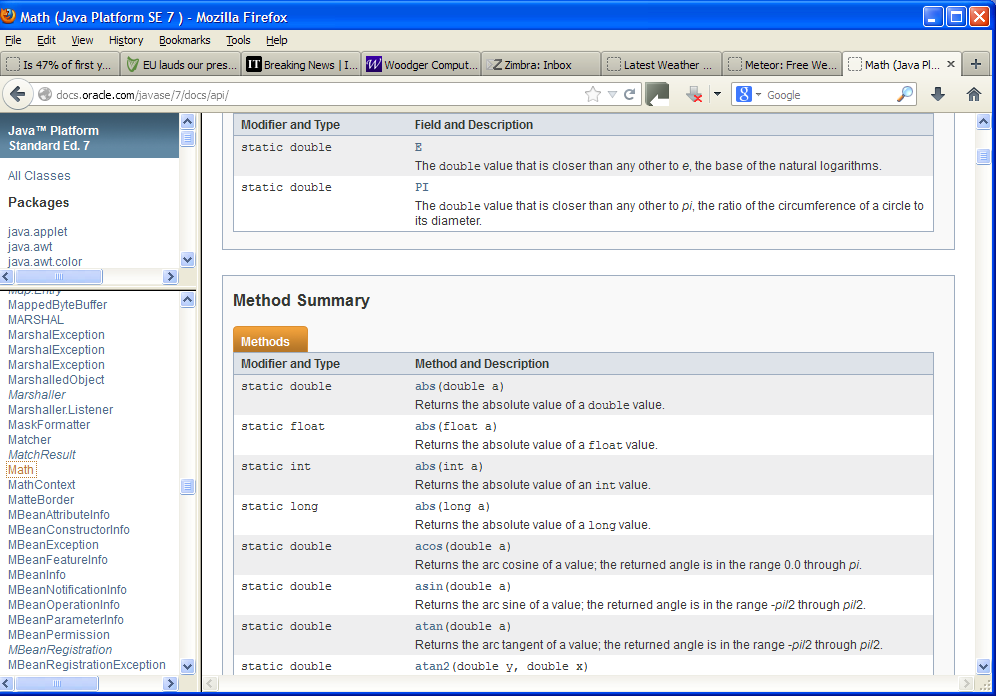 Math (Java Platform SE 7 ) - Mozilla Firefox
File Edit View History Bookmarks Tools Help
Is 47% of first y...
EU lauds our pres...
IT Breaking News | I...
W Woodger Comput...
Z Zimbra: Inbox
Latest Weather ...
Meteor: Free We...
Math (Java Pl...
docs.oracle.com/javase/7/docs/api/
8 Google
Java™ Platform
Standard Ed. 7
All Classes
Packages
java.applet
java.awt
java.awt.color
Map.Entry
MappedByteBuffer
MARSHAL
MarshalException
MarshalException
MarshalException
MarshalledObject
Marshaller
Marshaller.Listener
MaskFormatter
Matcher
MatchResult
Math
MathContext
MatteBorder
MBeanAttributeInfo
MBeanConstructorInfo
MBeanException
MBeanFeatureInfo
MBeanInfo
MBeanNotificationInfo
MBeanOperationInfo
MBeanParameterInfo
MBeanPermission
MBeanRegistration
MBeanRegistrationException
Modifier and Type Field and Description
static double E
The double value that is closer than any other to e, the base of the natural logarithms.
static double PI
The double value that is closer than any other to pi, the ratio of the circumference of a circle to
its diameter.
Method Summary
Methods
Modifier and Type Method and Description
static double abs(double a)
Returns the absolute value of a double value.
static float abs(float a)
Returns the absolute value of a float value.
static int abs(int a)
Returns the absolute value of an int value.
static long abs(long a)
Returns the absolute value of a long value.
static double acos(double a)
Returns the arc cosine of a value; the returned angle is in the range 0.0 through pi.
static double asin(double a)
Returns the arc sine of a value; the returned angle is in the range -pi/2 through pi/2.
static double atan(double a)
Returns the arc tangent of a value; the returned angle is in the range -pi/2 through pi/2.
static double atan2(double y, double x)